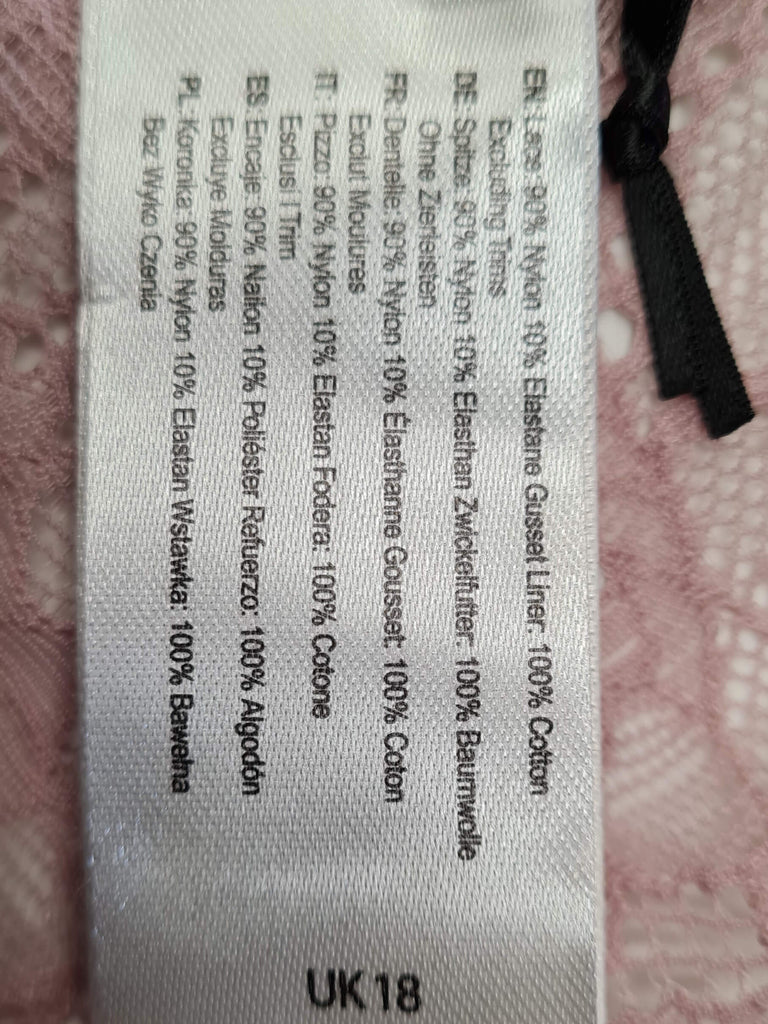 EN: Lace: 90% Nylon 10% Elastane Gusset Liner: 100% Cotton
Excluding Trims
DE: Spitze: 90% Nylon 10% Elasthan Zwickelfutter: 100% Baumwolle
Ohne Zierleisten
FR: Dentelle: 90% Nylon 10% Élasthanne Gousset: 100% Coton
Exclut Moulures
IT: Pizzo: 90% Nylon 10% Elastan Fodera: 100% Cotone
Esclusi I Trim
ES: Encaje: 90% Nailon 10% Poliéster Refuerzo: 100% Algodón
Excluye Molduras
PL: Koronka: 90% Nylon 10% Elastan Wstawka: 100% Bawełna
Bez Wyko Czenia
UK 18